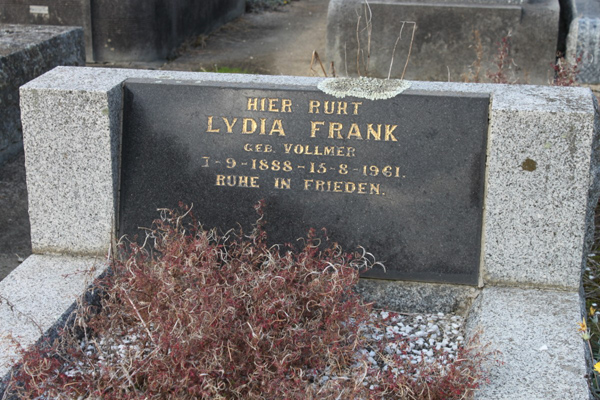 HIER RUHT
LYDIA FRANK
GEB. VOLLMER
1-9-1888-15-8-1961.
RUHE IN FRIEDEN.